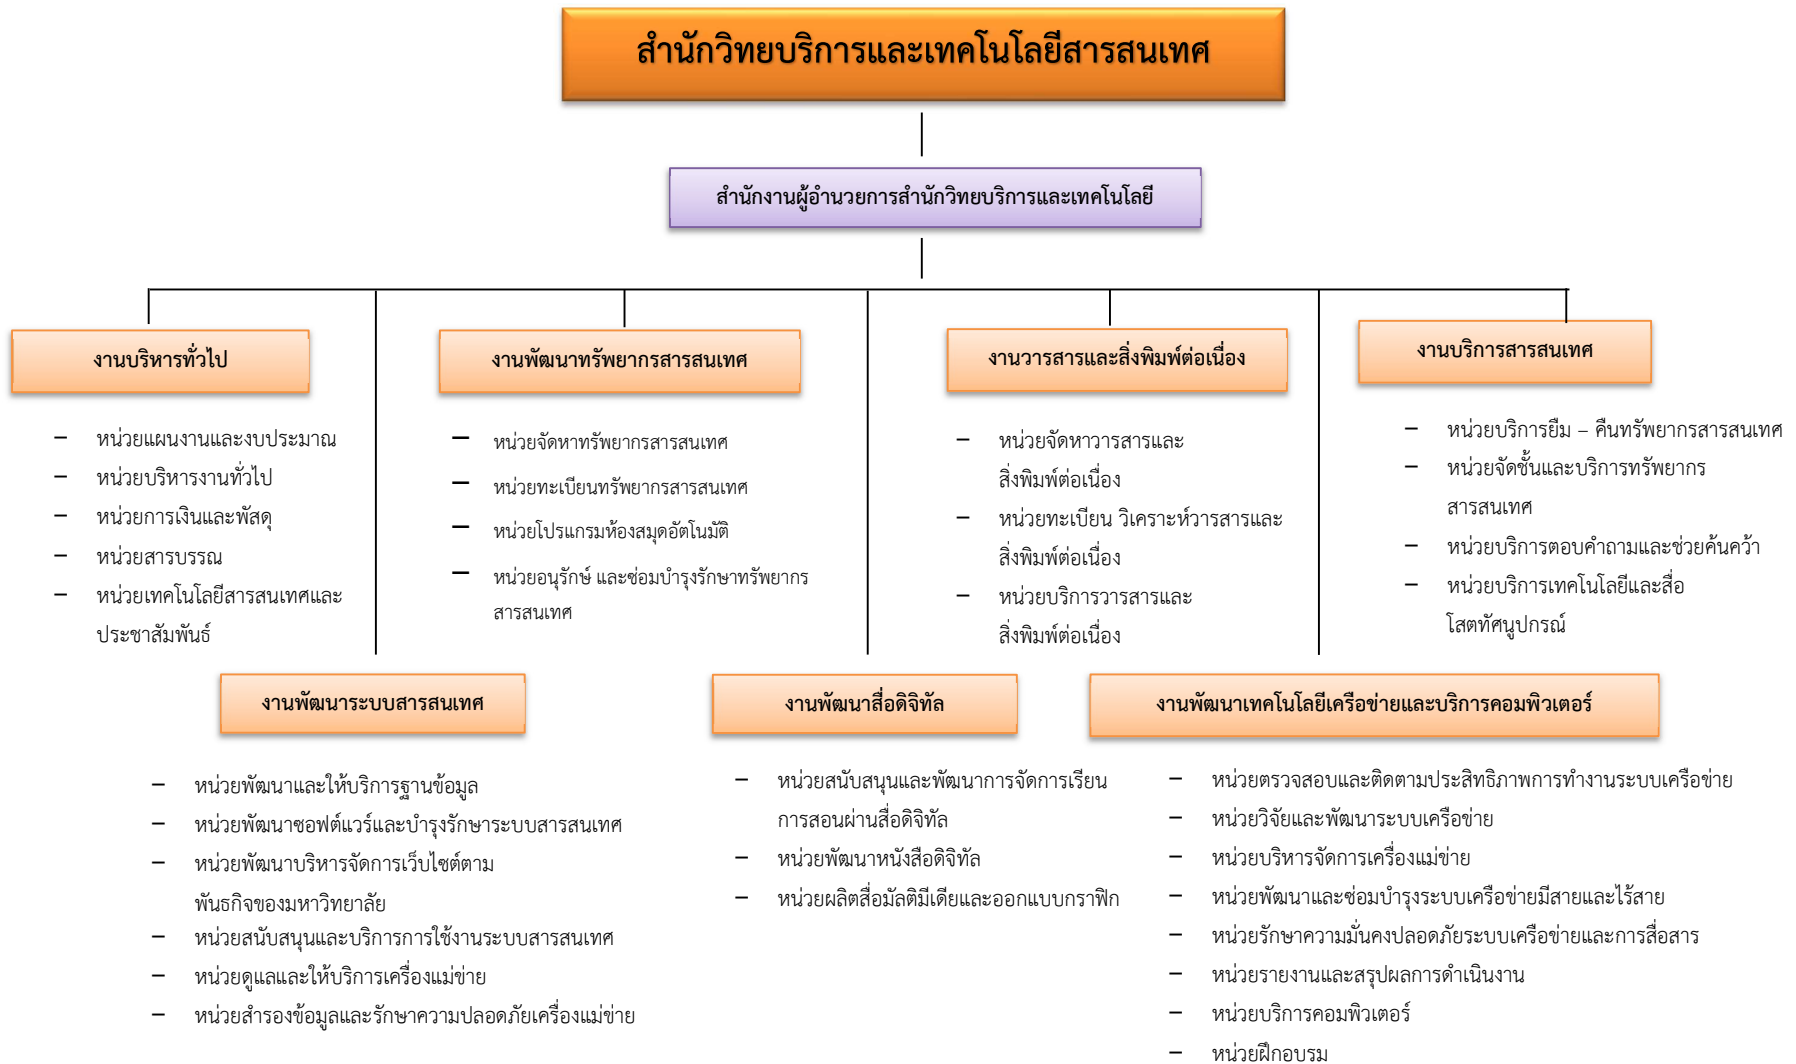 สำนักวิทยบริการและเทคโนโลยีสารสนเทศ
สำนักงานผู้อำนวยการสำนักวิทยบริการและเทคโนโลยี
งานบริหารทั่วไป
– หน่วยแผนงานและงบประมาณ
– หน่วยบริหารงานทั่วไป
– หน่วยการเงินและพัสดุ
– หน่วยสารบรรณ
– หน่วยเทคโนโลยีสารสนเทศและ
ประชาสัมพันธ์
งานพัฒนาทรัพยากรสารสนเทศ
– หน่วยจัดหาทรัพยากรสารสนเทศ
– หน่วยทะเบียนทรัพยากรสารสนเทศ
– หน่วยโปรแกรมห้องสมุดอัตโนมัติ
– หน่วยอนุรักษ์ และซ่อมบำรุงรักษาทรัพยากร
สารสนเทศ
งานวารสารและสิ่งพิมพ์ต่อเนื่อง
– หน่วยจัดหาวารสารและ
สิ่งพิมพ์ต่อเนื่อง
– หน่วยทะเบียน วิเคราะห์วารสารและ
สิ่งพิมพ์ต่อเนื่อง
– หน่วยบริการวารสารและ
สิ่งพิมพ์ต่อเนื่อง
งานบริการสารสนเทศ
– หน่วยบริการยืม – คืนทรัพยากรสารสนเทศ
– หน่วยจัดชั้นและบริการทรัพยากร
สารสนเทศ
– หน่วยบริการตอบคำถามและช่วยค้นคว้า
– หน่วยบริการเทคโนโลยีและสื่อ
โสตทัศนูปกรณ์
งานพัฒนาระบบสารสนเทศ
– หน่วยพัฒนาและให้บริการฐานข้อมูล
– หน่วยพัฒนาซอฟต์แวร์และบำรุงรักษาระบบสารสนเทศ
– หน่วยพัฒนาบริหารจัดการเว็บไซต์ตาม
พันธกิจของมหาวิทยาลัย
– หน่วยสนับสนุนและบริการการใช้งานระบบสารสนเทศ
– หน่วยดูแลและให้บริการเครื่องแม่ข่าย
– หน่วยสำรองข้อมูลและรักษาความปลอดภัยเครื่องแม่ข่าย
งานพัฒนาสื่อดิจิทัล
– หน่วยสนับสนุนและพัฒนาการจัดการเรียน
การสอนผ่านสื่อดิจิทัล
– หน่วยพัฒนาหนังสือดิจิทัล
– หน่วยผลิตสื่อมัลติมีเดียและออกแบบกราฟิก
งานพัฒนาเทคโนโลยีเครือข่ายและบริการคอมพิวเตอร์
– หน่วยตรวจสอบและติดตามประสิทธิภาพการทำงานระบบเครือข่าย
– หน่วยวิจัยและพัฒนาระบบเครือข่าย
– หน่วยบริหารจัดการเครื่องแม่ข่าย
– หน่วยพัฒนาและซ่อมบำรุงระบบเครือข่ายมีสายและไร้สาย
– หน่วยรักษาความมั่นคงปลอดภัยระบบเครือข่ายและการสื่อสาร
– หน่วยรายงานและสรุปผลการดำเนินงาน
– หน่วยบริการคอมพิวเตอร์
– หน่วยฝึกอบรม